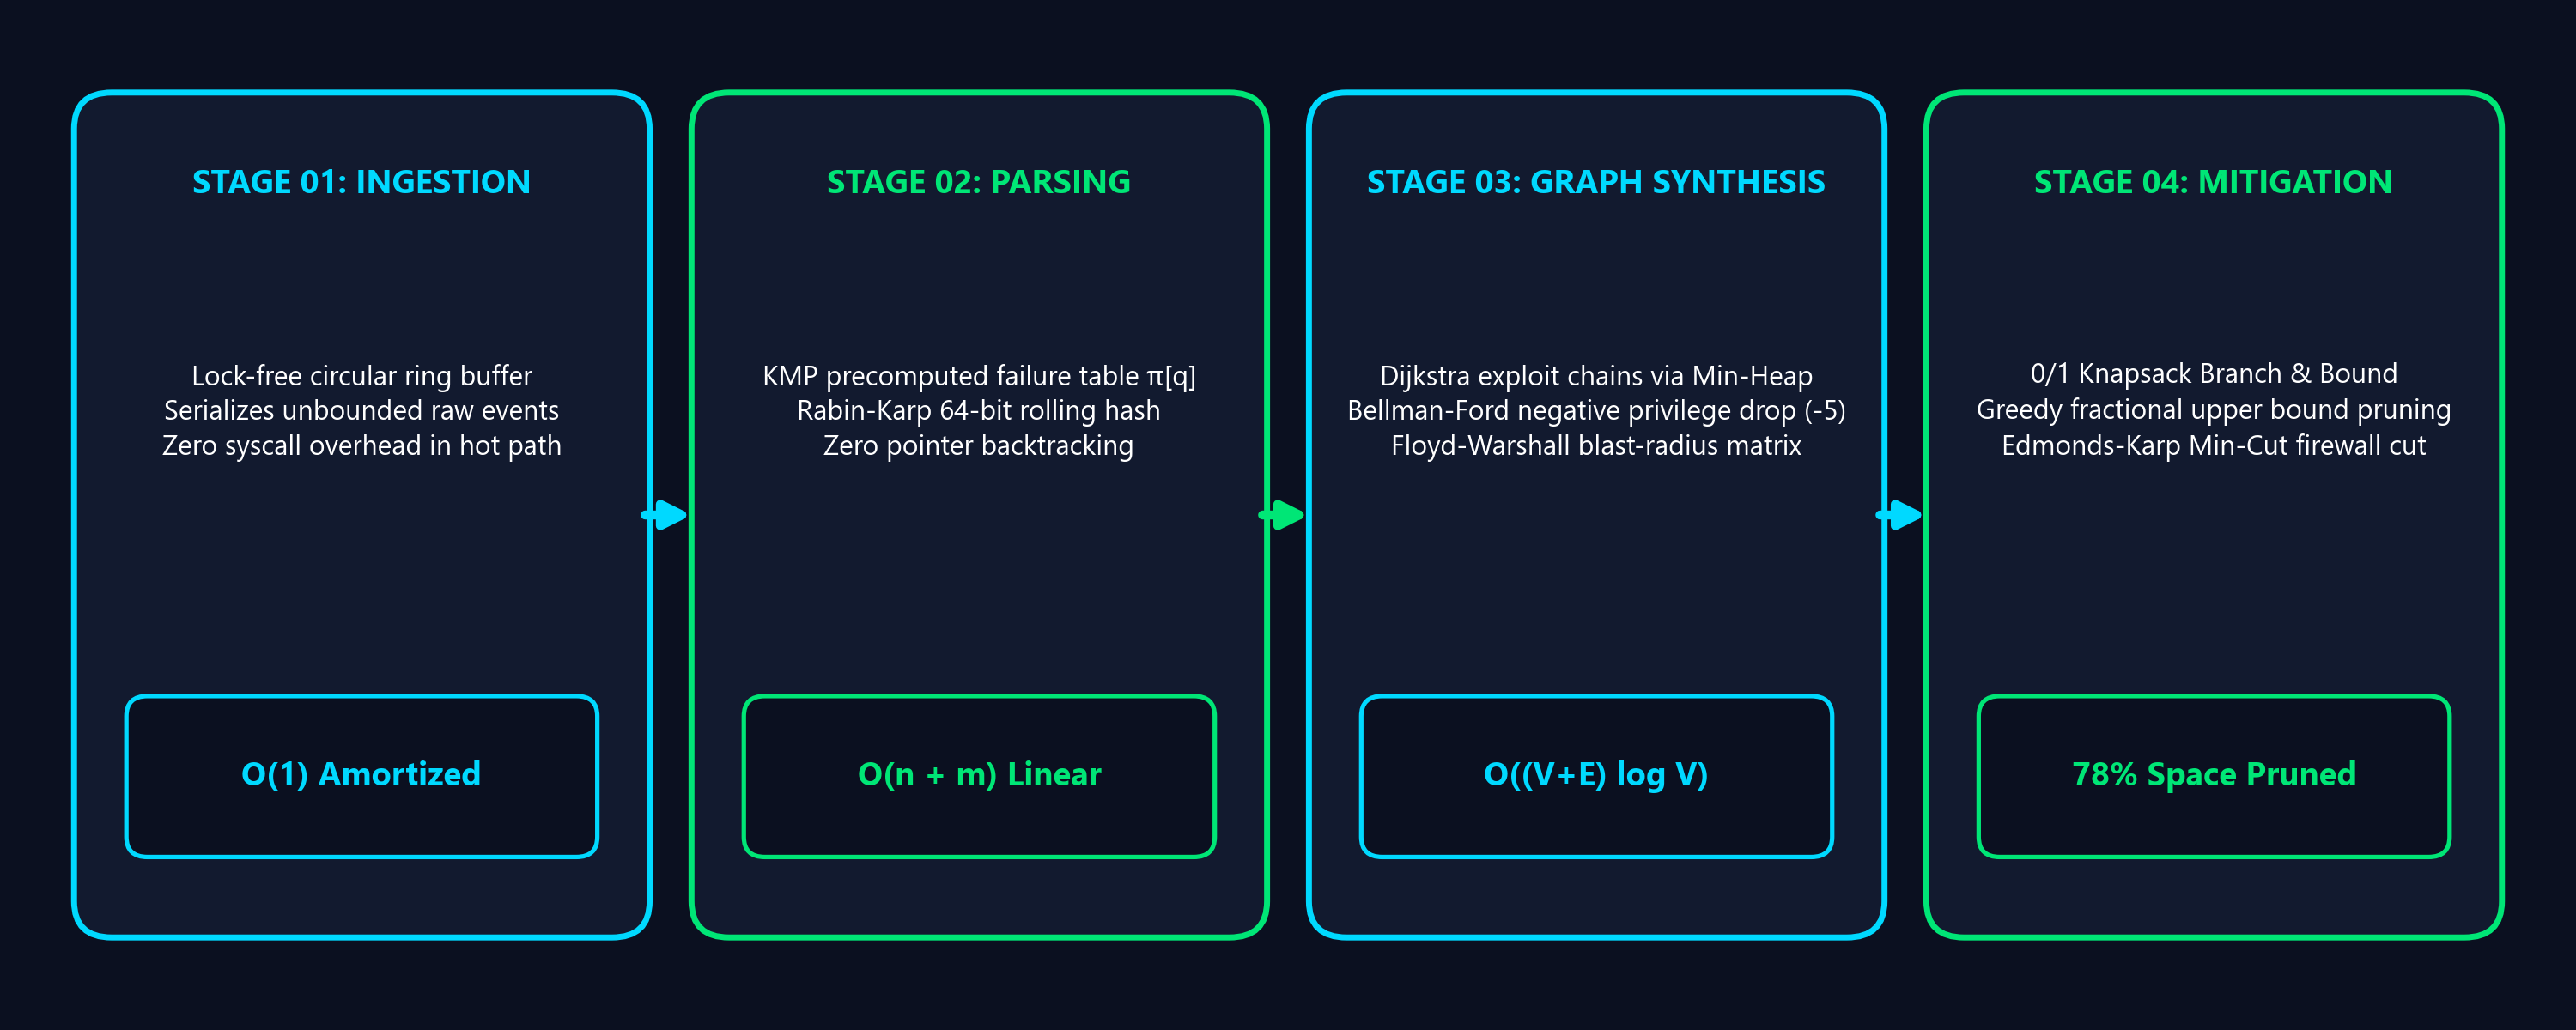 STAGE 01: INGESTION
Lock-free circular ring buffer
Serializes unbounded raw events
Zero syscall overhead in hot path
O(1) Amortized
STAGE 02: PARSING
KMP precomputed failure table π[q]
Rabin-Karp 64-bit rolling hash
Zero pointer backtracking
O(n + m) Linear
STAGE 03: GRAPH SYNTHESIS
Dijkstra exploit chains via Min-Heap
Bellman-Ford negative privilege drop (-5)
Floyd-Warshall blast-radius matrix
O((V+E) log V)
STAGE 04: MITIGATION
0/1 Knapsack Branch & Bound
Greedy fractional upper bound pruning
Edmonds-Karp Min-Cut firewall cut
78% Space Pruned